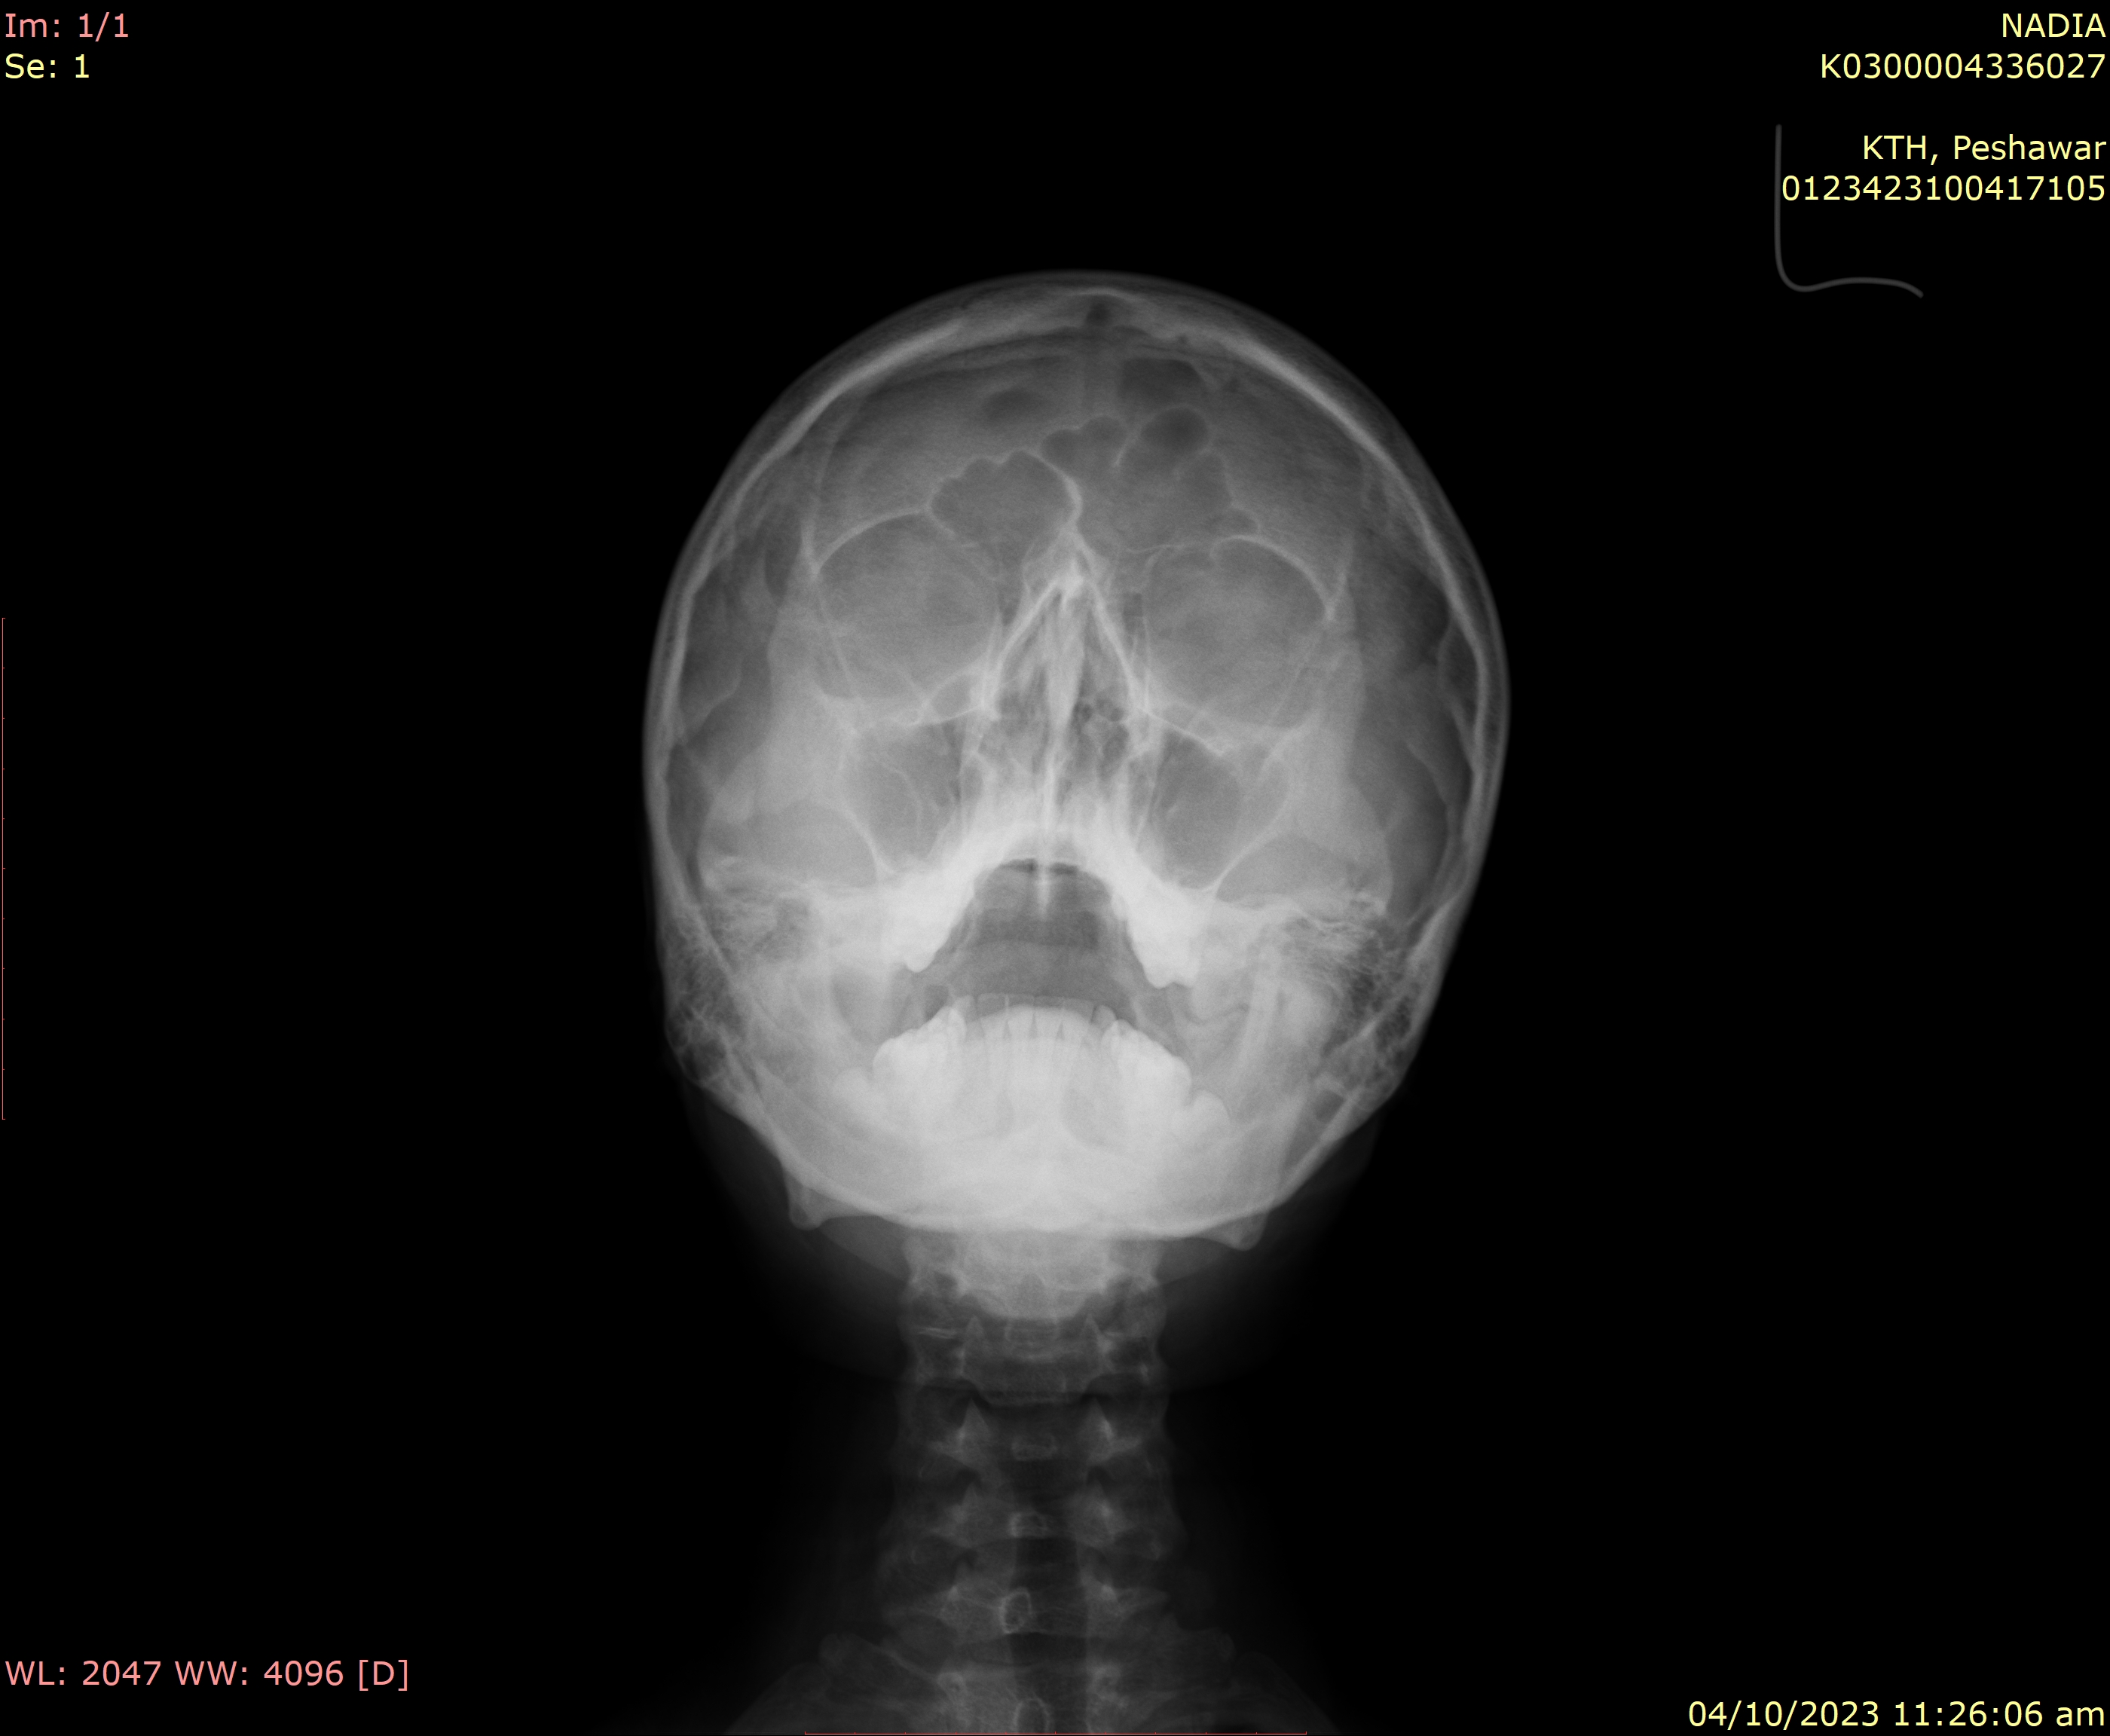 Im: 1/1
Se: 1
NADIA
K0300004336027
KTH, Peshawar
0123423100417105
WL: 2047 WW: 4096 [D]
04/10/2023 11:26:06 am